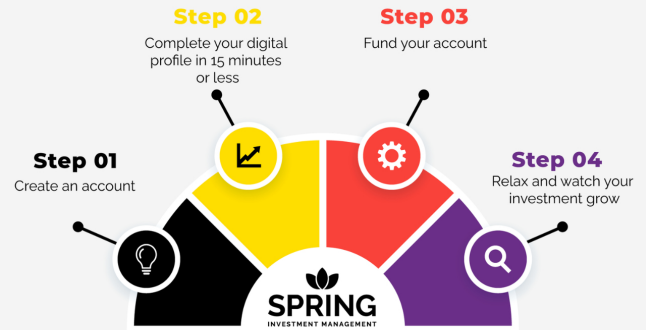 Step 01
Create an account
Step 02
Complete your digital
profile in 15 minutes
or less
Step 03
Fund your account
Step 04
Relax and watch your
investment grow
SPRING
INVESTMENT MANAGEMENT